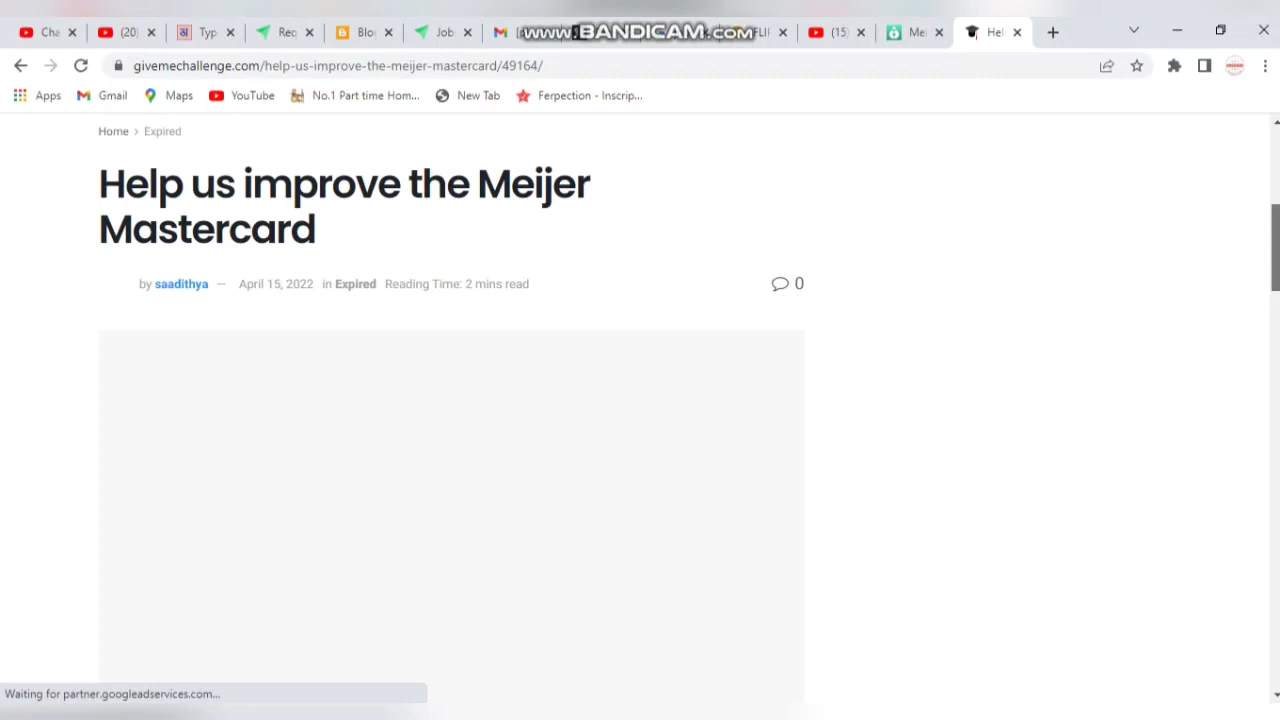 Cha
(20)
Typ
Req
Blo
Job
www.BANDICAM.com
FLIP
(15)
Me
Hel
givemechallenge.com/help-us-improve-the-meijer-mastercard/49164/
Apps
Gmail
Maps
YouTube
No.1 Part time Hom...
New Tab
Ferpection - Inscrip...
Home > Expired
Help us improve the Meijer
Mastercard
by saadithya — April 15, 2022 in Expired Reading Time: 2 mins read
0
Waiting for partner.googleadservices.com...